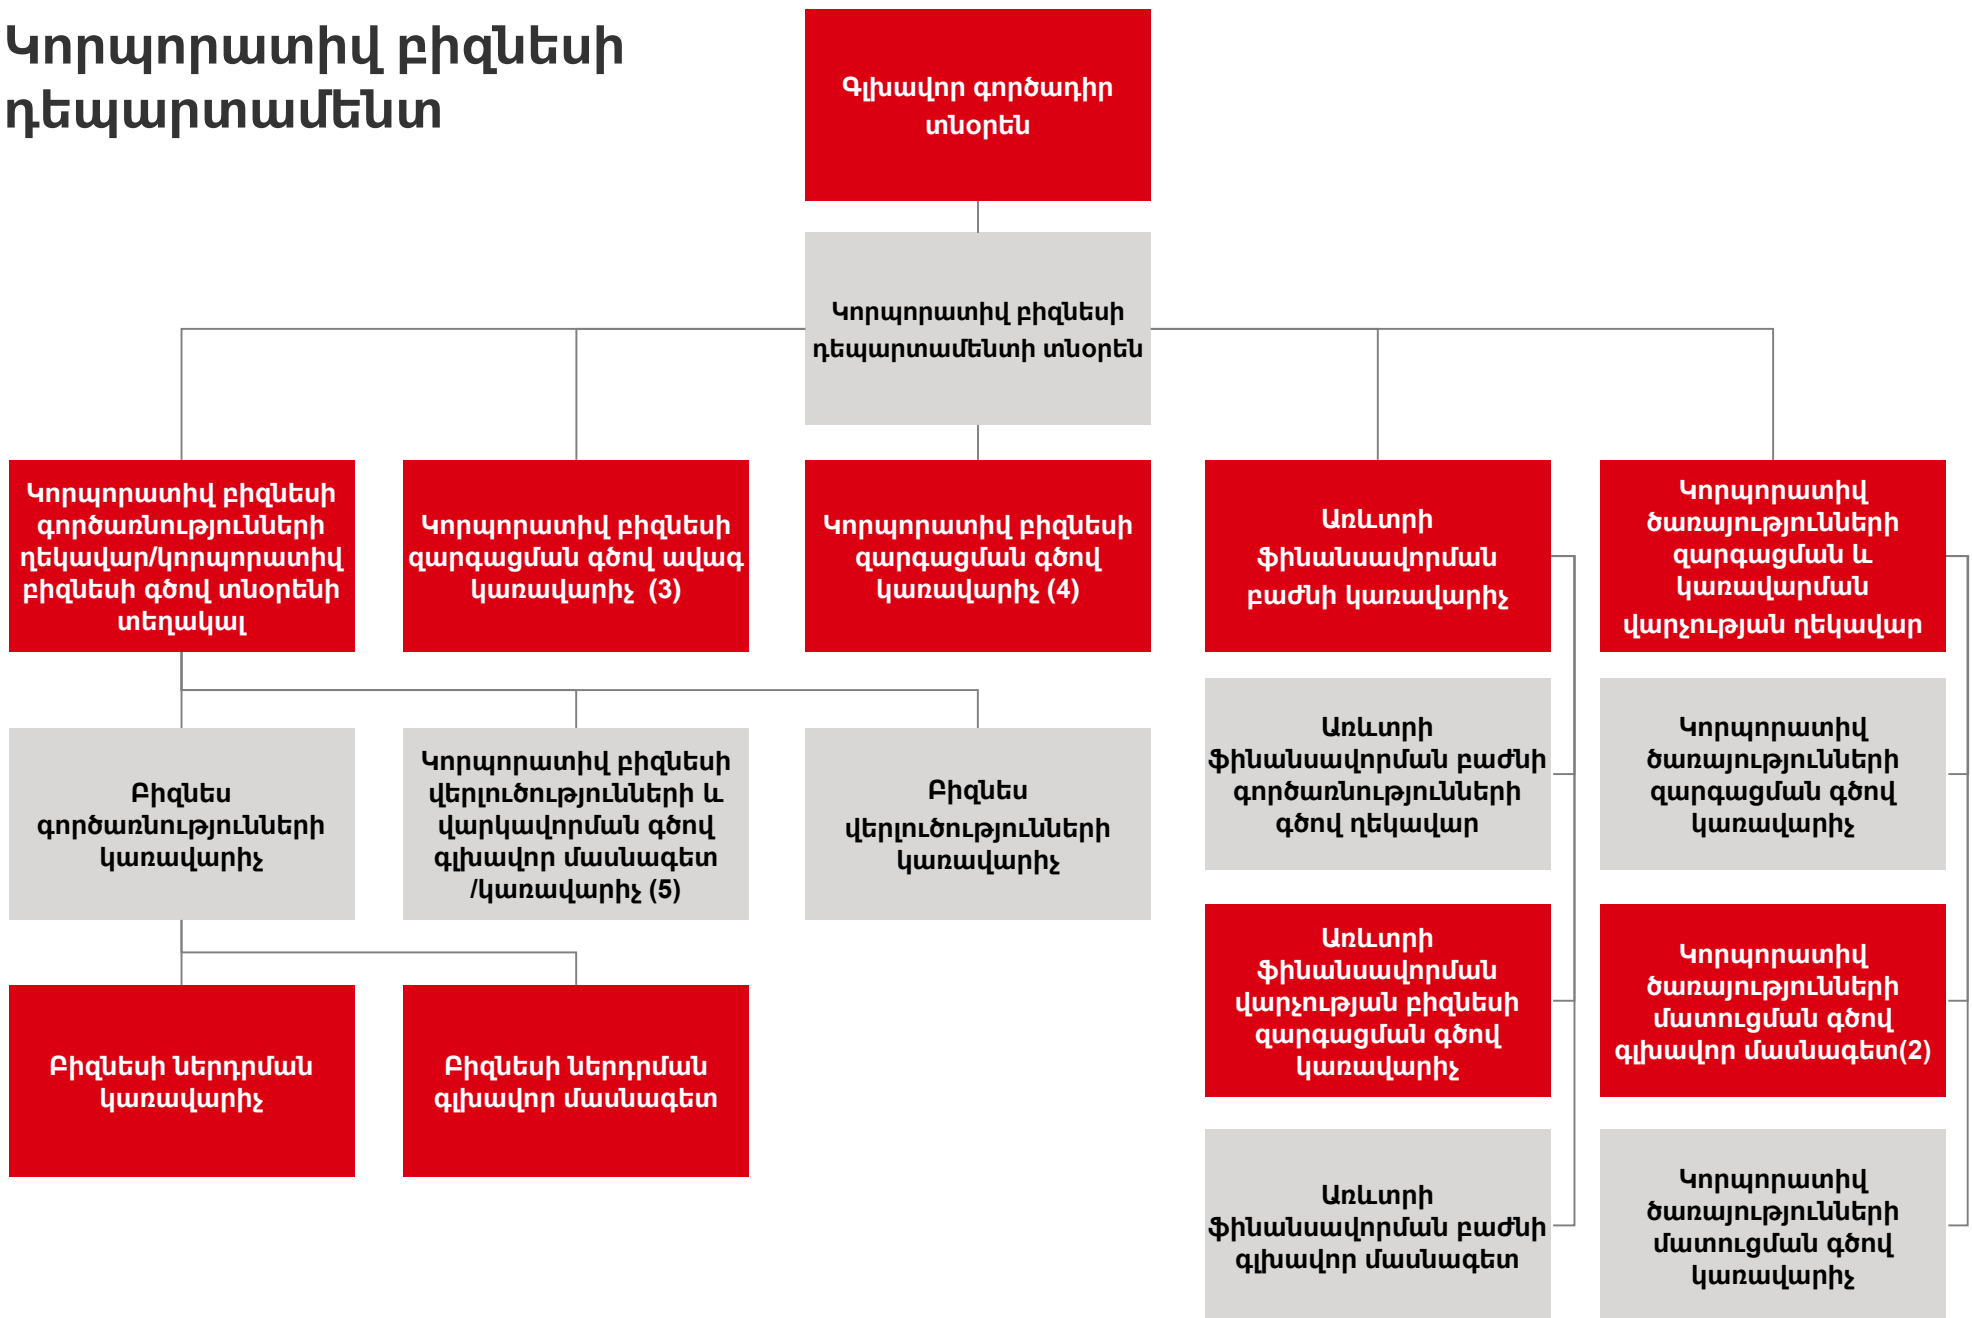 Կորպորատիվ բիզնեսի
դեպարտամենտ
Գլխավոր գործադիր
տնօրեն
Կորպորատիվ բիզնեսի
դեպարտամենտի տնօրեն
Կորպորատիվ բիզնեսի
գործառնությունների
ղեկավար/կորպորատիվ
բիզնեսի գծով տնօրենի
տեղակալ
Կորպորատիվ բիզնեսի
զարգացման գծով ավագ
կառավարիչ (3)
Կորպորատիվ բիզնեսի
զարգացման գծով
կառավարիչ (4)
Առևտրի
ֆինանսավորման
բաժնի կառավարիչ
Կորպորատիվ
ծառայությունների
զարգացման և
կառավարման
վարչության ղեկավար
Բիզնես
գործառնությունների
կառավարիչ
Կորպորատիվ բիզնեսի
վերլուծությունների և
վարկավորման գծով
գլխավոր մասնագետ
/կառավարիչ (5)
Բիզնես
վերլուծությունների
կառավարիչ
Առևտրի
ֆինանսավորման բաժնի
գործառնությունների
գծով ղեկավար
Կորպորատիվ
ծառայությունների
զարգացման գծով
կառավարիչ
Բիզնեսի ներդրման
կառավարիչ
Բիզնեսի ներդրման
գլխավոր մասնագետ
Առևտրի
ֆինանսավորման
վարչության բիզնեսի
զարգացման գծով
կառավարիչ
Կորպորատիվ
ծառայությունների
մատուցման գծով
գլխավոր մասնագետ(2)
Առևտրի
ֆինանսավորման բաժնի
գլխավոր մասնագետ
Կորպորատիվ
ծառայությունների
մատուցման գծով
կառավարիչ